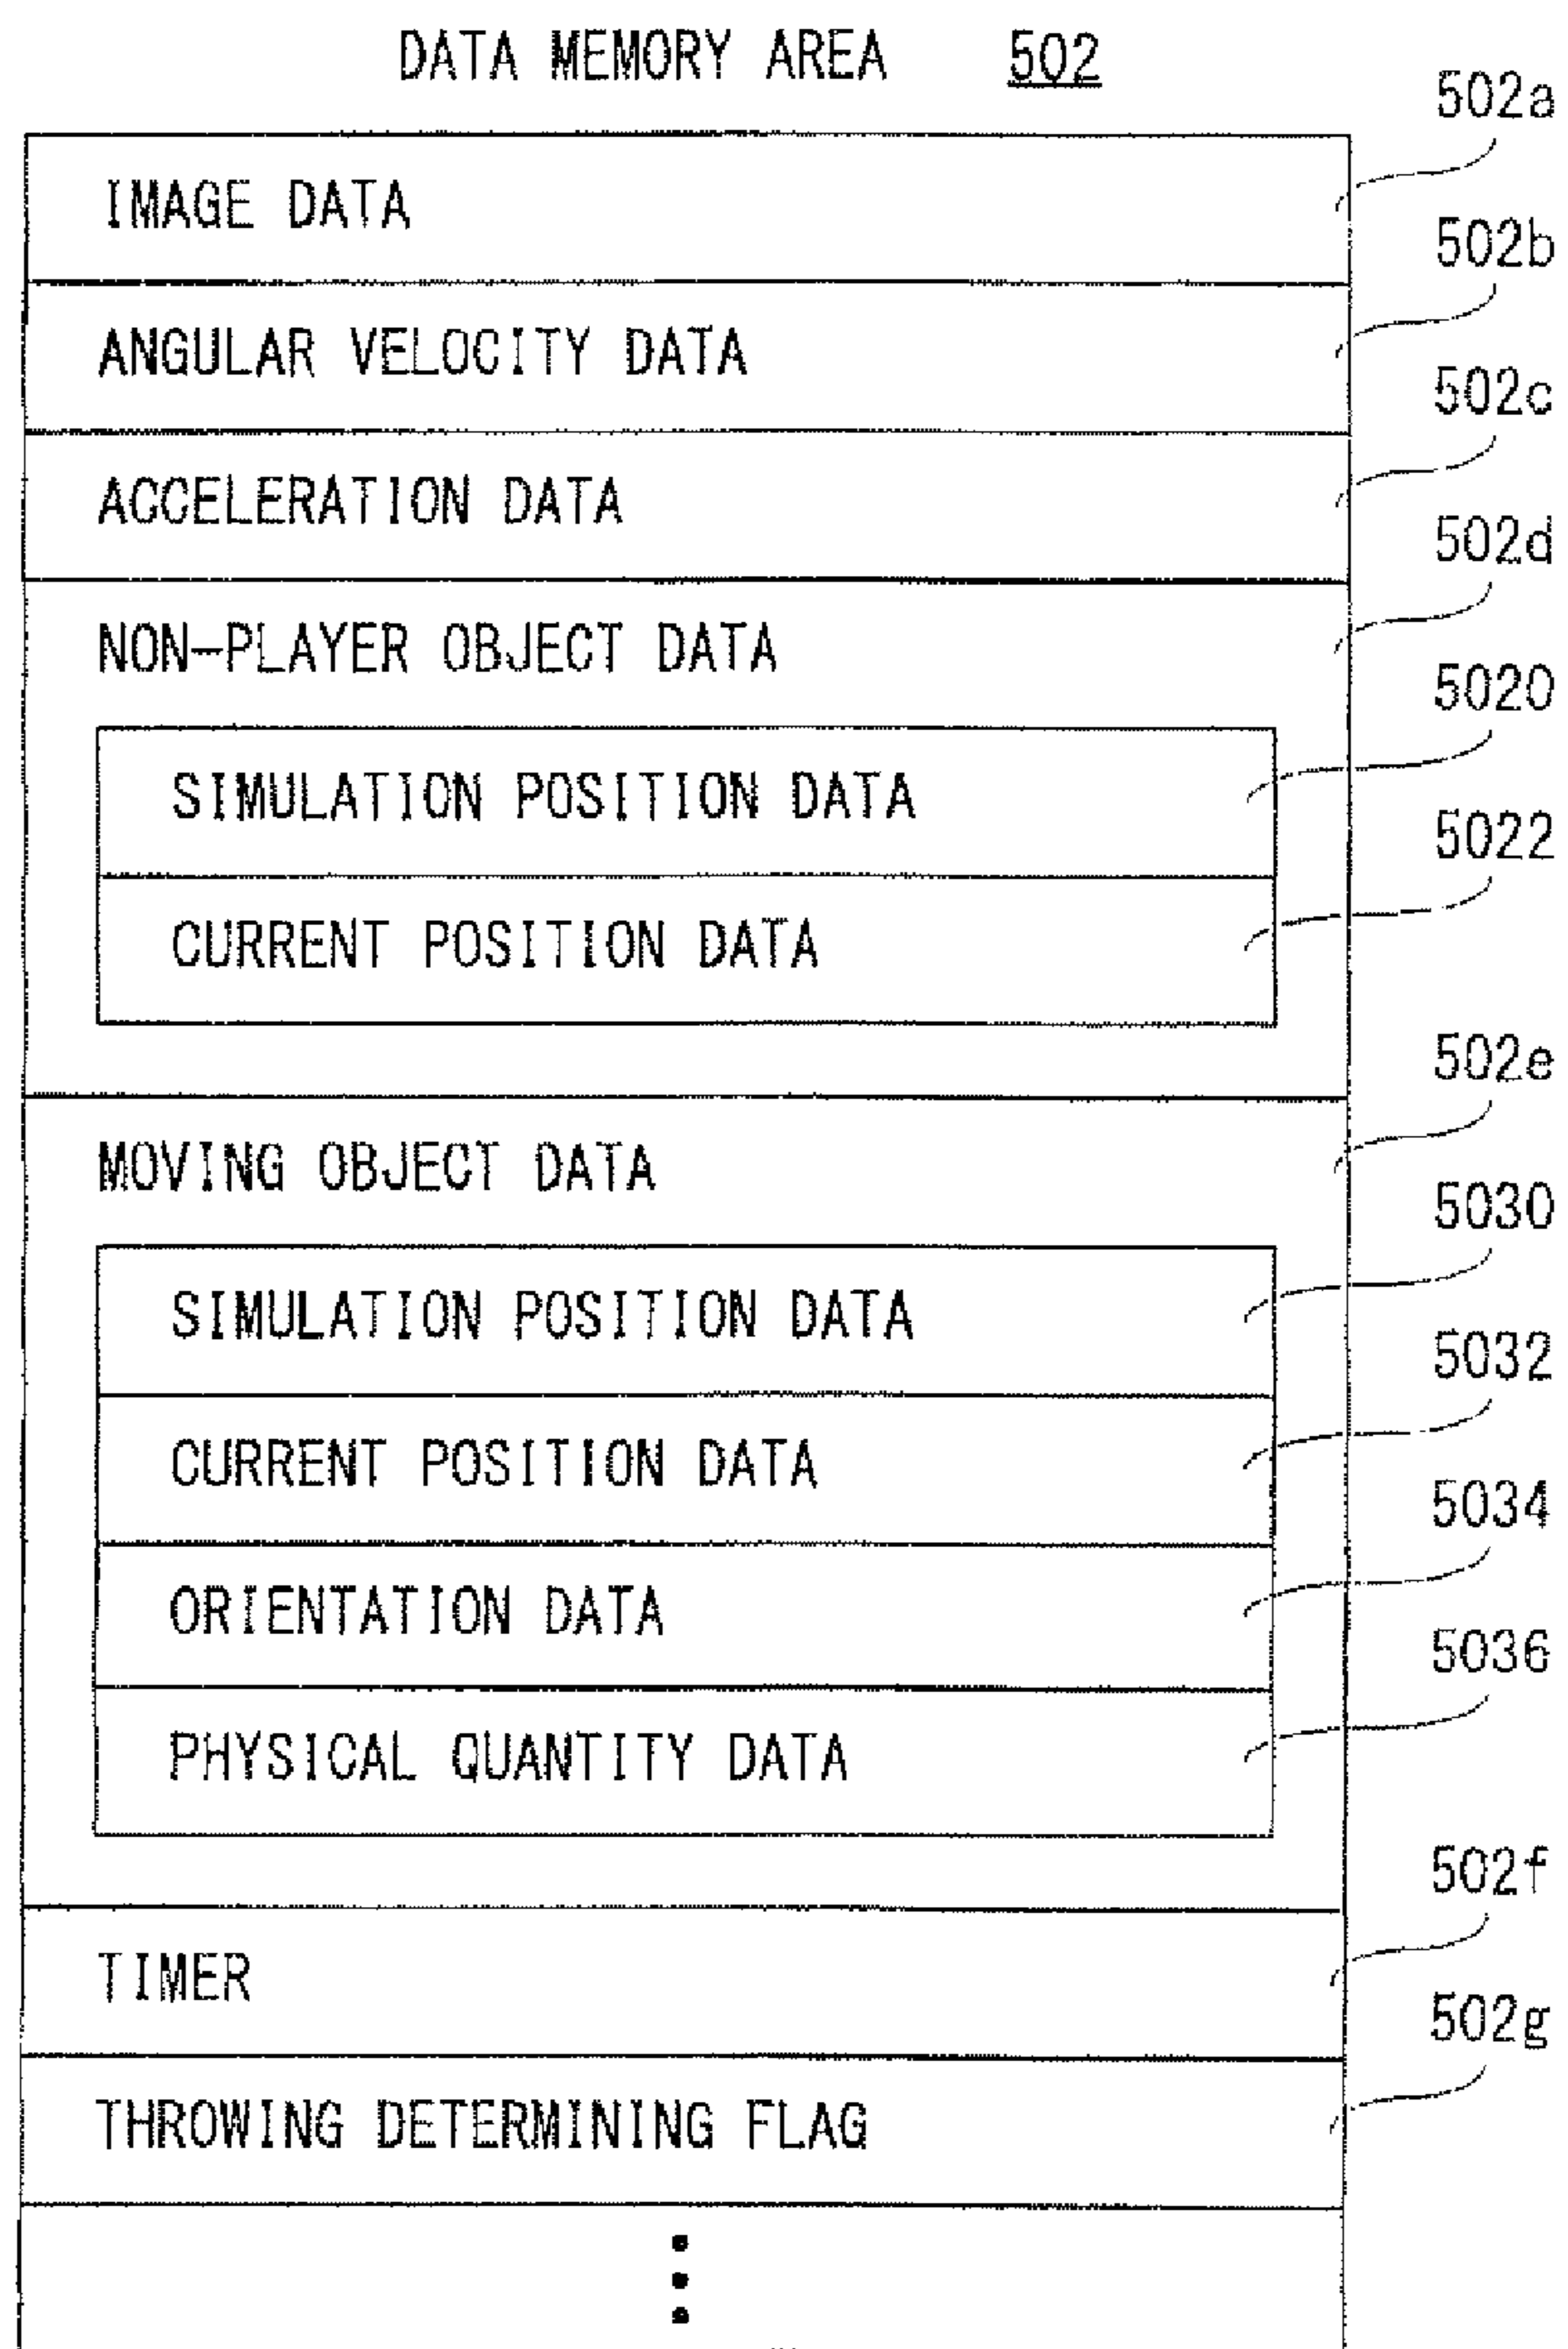 DATA MEMORY AREA 502
502a
IMAGE DATA
502b
ANGULAR VELOCITY DATA
502c
ACCELERATION DATA
502d
NON-PLAYER OBJECT DATA
5020
SIMULATION POSITION DATA
5022
CURRENT POSITION DATA
502e
MOVING OBJECT DATA
5030
SIMULATION POSITION DATA
5032
CURRENT POSITION DATA
5034
ORIENTATION DATA
5036
PHYSICAL QUANTITY DATA
502f
TIMER
502g
THROWING DETERMINING FLAG